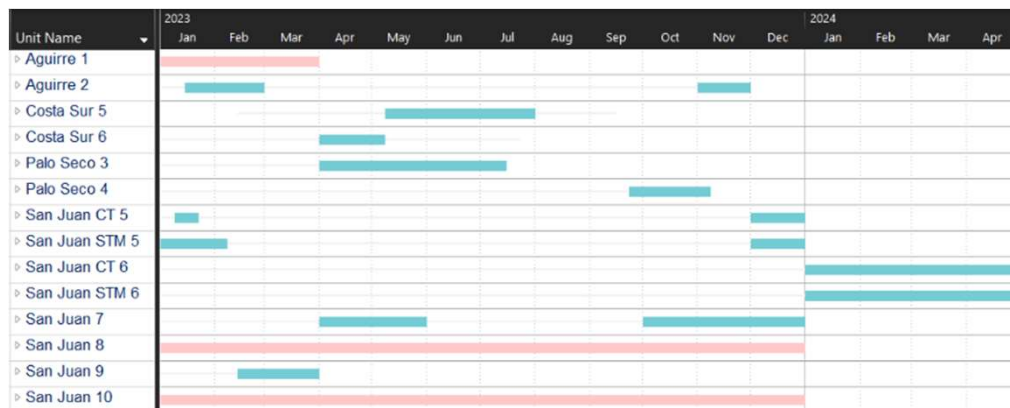 2023 2024
Unit Name Jan Feb Mar Apr May Jun Jul Aug Sep Oct Nov Dec Jan Feb Mar Apr
Aguirre 1
Aguirre 2
Costa Sur 5
Costa Sur 6
Palo Seco 3
Palo Seco 4
San Juan CT 5
San Juan STM 5
San Juan CT 6
San Juan STM 6
San Juan 7
San Juan 8
San Juan 9
San Juan 10